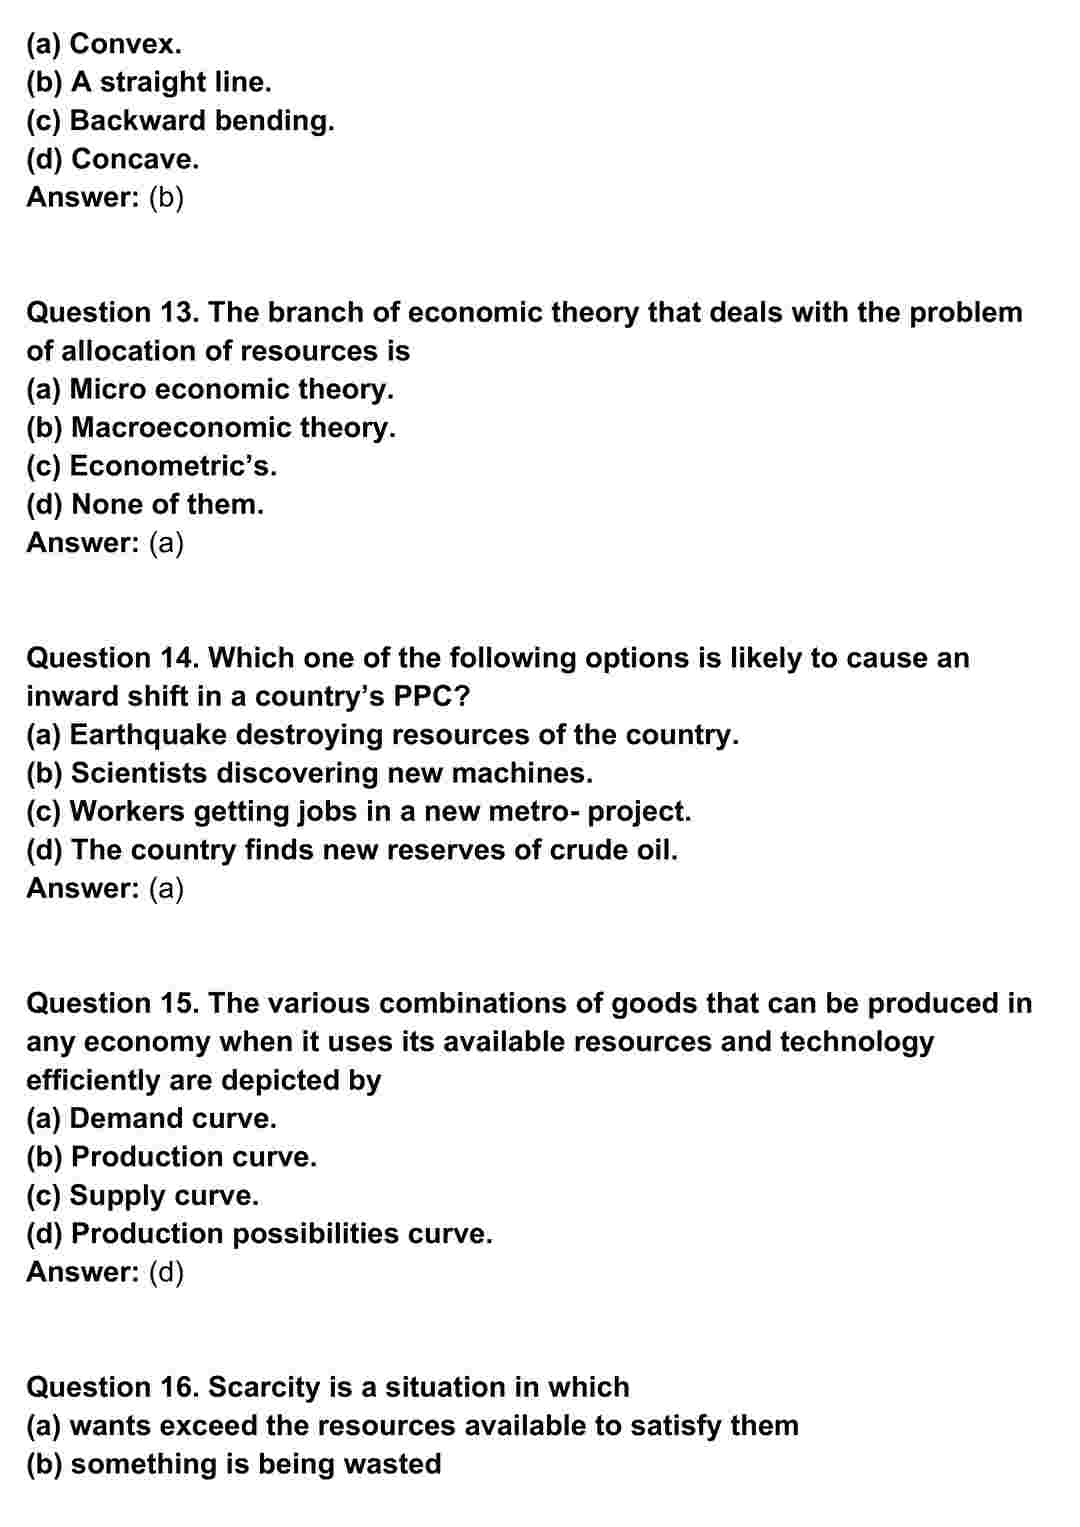 (a) Convex.
(b) A straight line.
(c) Backward bending.
(d) Concave.
Answer: (b)
Question 13. The branch of economic theory that deals with the problem
of allocation of resources is
(a) Micro economic theory.
(b) Macroeconomic theory.
(c) Econometric’s.
(d) None of them.
Answer: (a)
Question 14. Which one of the following options is likely to cause an
inward shift in a country’s PPC?
(a) Earthquake destroying resources of the country.
(b) Scientists discovering new machines.
(c) Workers getting jobs in a new metro- project.
(d) The country finds new reserves of crude oil.
Answer: (a)
Question 15. The various combinations of goods that can be produced in
any economy when it uses its available resources and technology
efficiently are depicted by
(a) Demand curve.
(b) Production curve.
(c) Supply curve.
(d) Production possibilities curve.
Answer: (d)
Question 16. Scarcity is a situation in which
(a) wants exceed the resources available to satisfy them
(b) something is being wasted